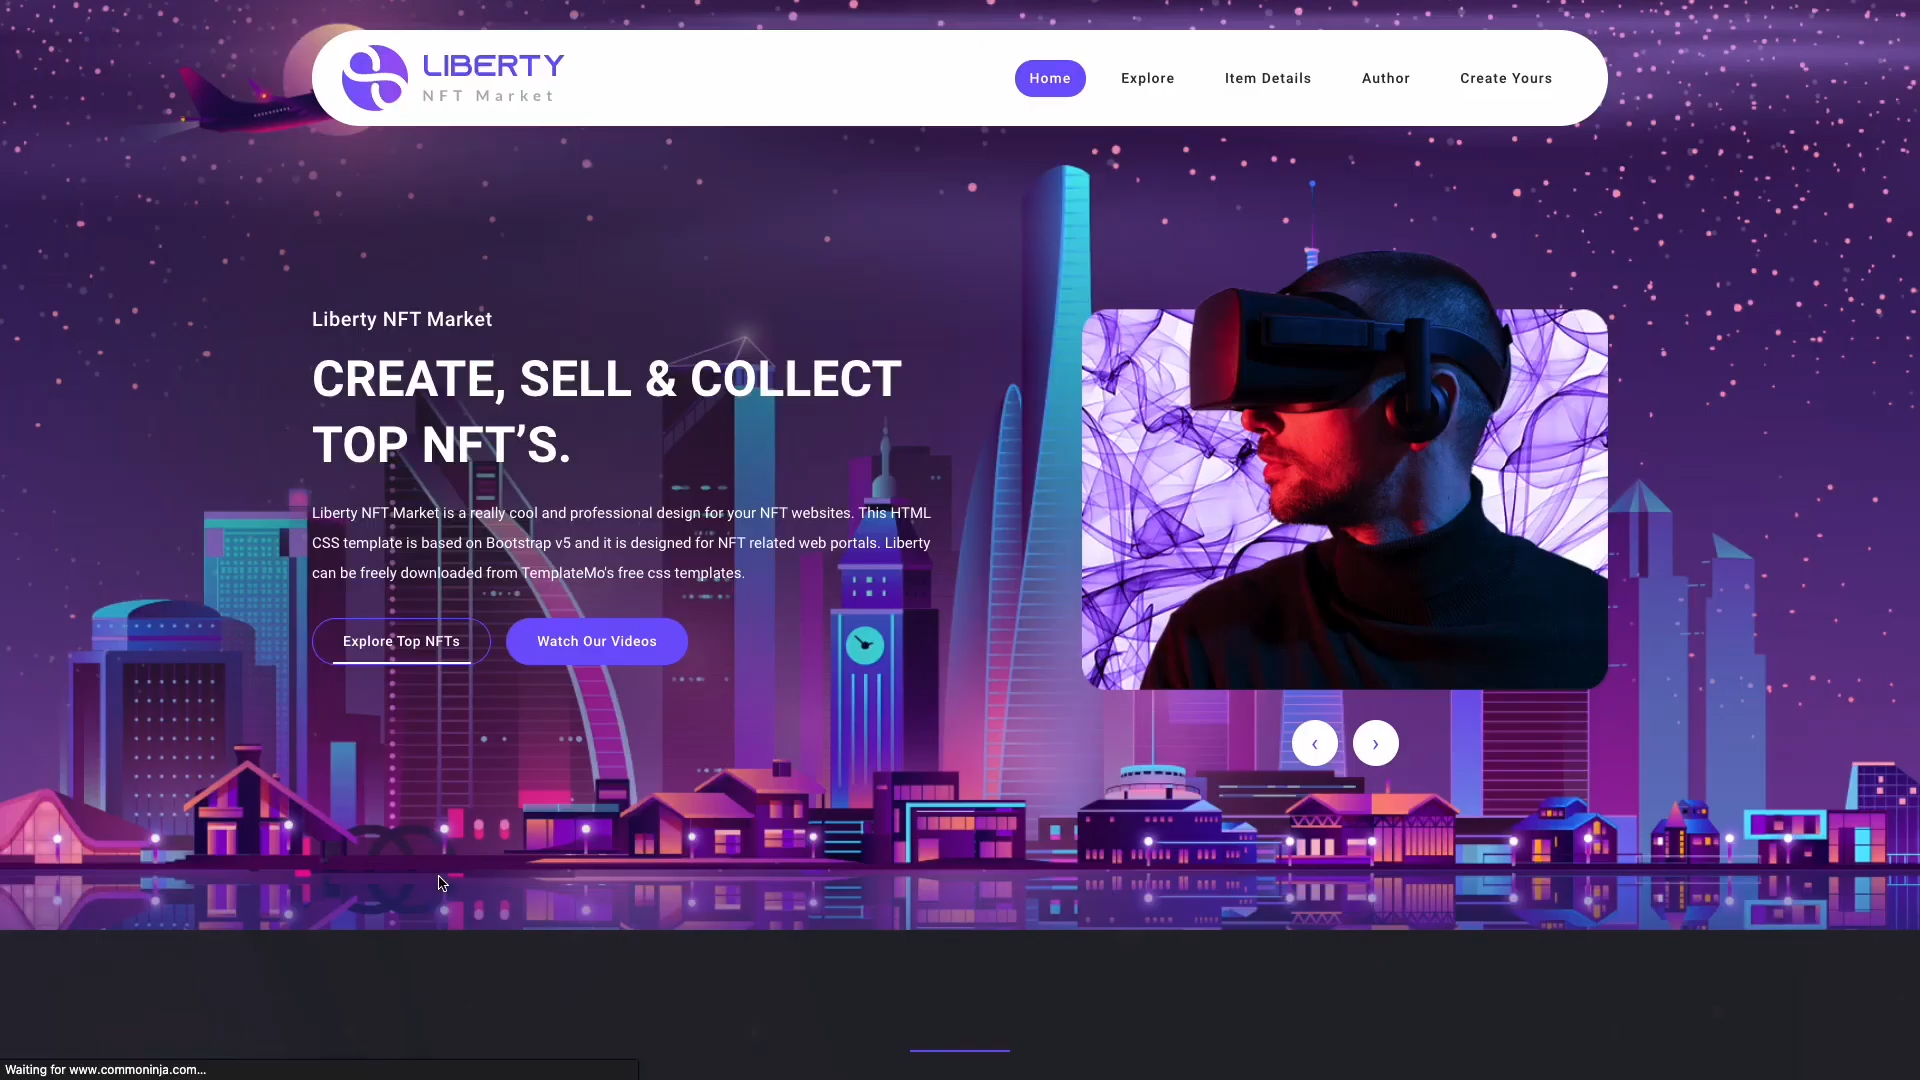 LIBERTY
NFT Market
Home
Explore
Item Details
Author
Create Yours
Liberty NFT Market
CREATE, SELL & COLLECT
TOP NFT’S.
Liberty NFT Market is a really cool and professional design for your NFT websites. This HTML
CSS template is based on Bootstrap v5 and it is designed for NFT related web portals. Liberty
can be freely downloaded from TemplateMo's free css templates.
Explore Top NFTs
Watch Our Videos
‹
›
Waiting for www.commoninja.com...